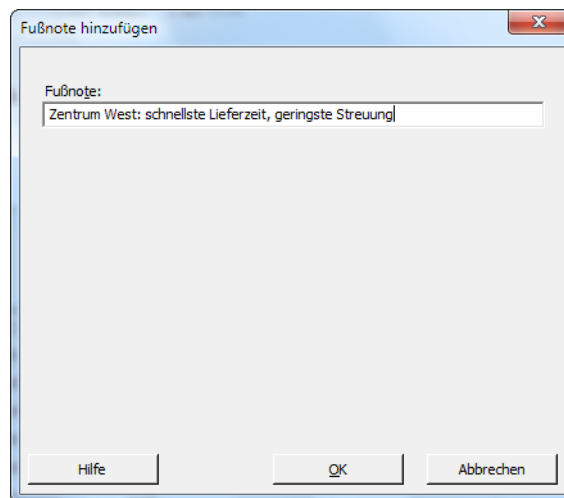 Fußnote hinzufügen
Fußnote:
Zentrum West: schnellste Lieferzeit, geringste Streuung
Hilfe
OK
Abbrechen